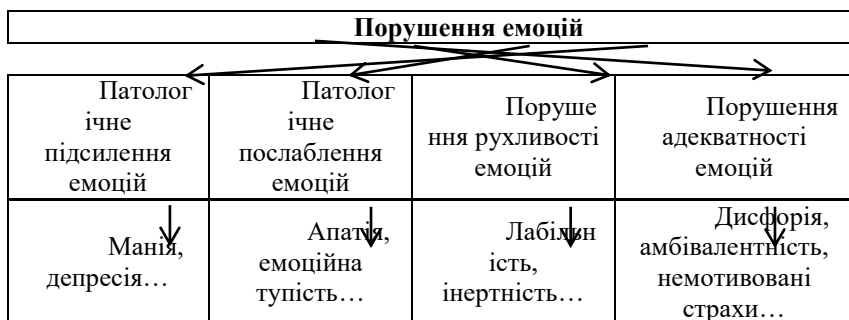 Порушення емоцій
Патолог
ічне
підсилення
емоцій
Патолог
ічне
послаблення
емоцій
Поруше
ння рухливості
емоцій
Порушення
адекватності
емоцій
Манія,
депресія…
Апатія,
емоційна
тупість…
Лабільн
ість,
інертність…
Дисфорія,
амбівалентність,
немотивовані
страхи…